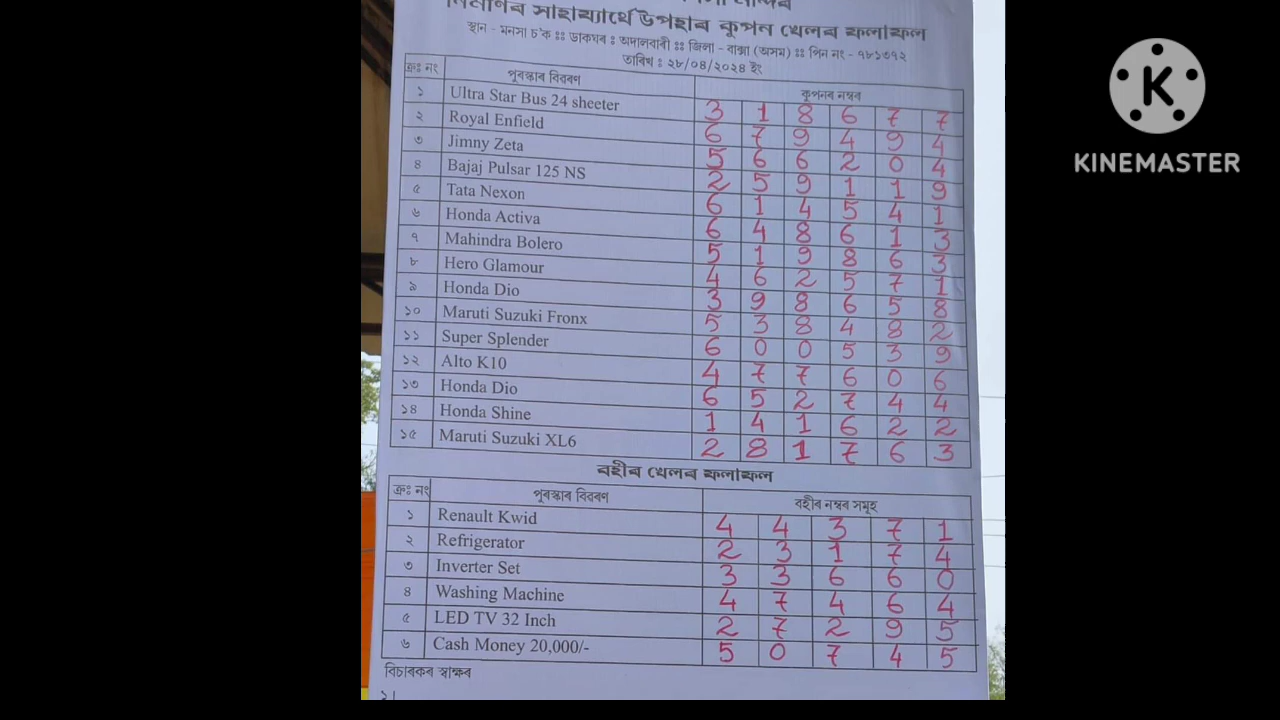 নিৰ্মাণৰ সাহায্যাৰ্থে উপহাৰ কুপন খেলৰ ফলাফল
স্থান - মনসা চ'ক ঃঃ ডাকঘৰ ঃ অদালবাৰী ঃঃ জিলা - বাক্সা (অসম) ঃঃ পিন নং - ৭৮১৩৭২
তাৰিখ ঃ ২৮/০৪/২০২৪ ইং
ক্ৰঃ নং পুৰস্কাৰ বিৱৰণ কুপনৰ নম্বৰ
১ Ultra Star Bus 24 sheeter 3 1 8 6 7 7
২ Royal Enfield 6 7 9 4 9 4
৩ Jimny Zeta 5 6 6 2 0 4
৪ Bajaj Pulsar 125 NS 2 5 9 1 1 9
৫ Tata Nexon 6 1 4 5 4 1
৬ Honda Activa 6 4 8 6 1 3
৭ Mahindra Bolero 5 1 9 8 6 3
৮ Hero Glamour 4 6 2 5 7 1
৯ Honda Dio 3 9 8 6 5 8
১০ Maruti Suzuki Fronx 5 3 8 4 8 2
১১ Super Splender 6 0 0 5 3 9
১২ Alto K10 4 7 7 6 0 6
১৩ Honda Dio 6 5 2 7 4 4
১৪ Honda Shine 1 4 1 6 2 2
১৫ Maruti Suzuki XL6 2 8 1 7 6 3
বহীৰ খেলৰ ফলাফল
ক্ৰঃ নং পুৰস্কাৰ বিৱৰণ বহীৰ নম্বৰ সমূহ
১ Renault Kwid 4 4 3 7 1
২ Refrigerator 2 3 1 7 4
৩ Inverter Set 3 3 6 6 0
৪ Washing Machine 4 7 4 6 4
৫ LED TV 32 Inch 2 7 2 9 5
৬ Cash Money 20,000/- 5 0 7 4 5
বিচাৰকৰ স্বাক্ষৰ
১।
KINEMASTER